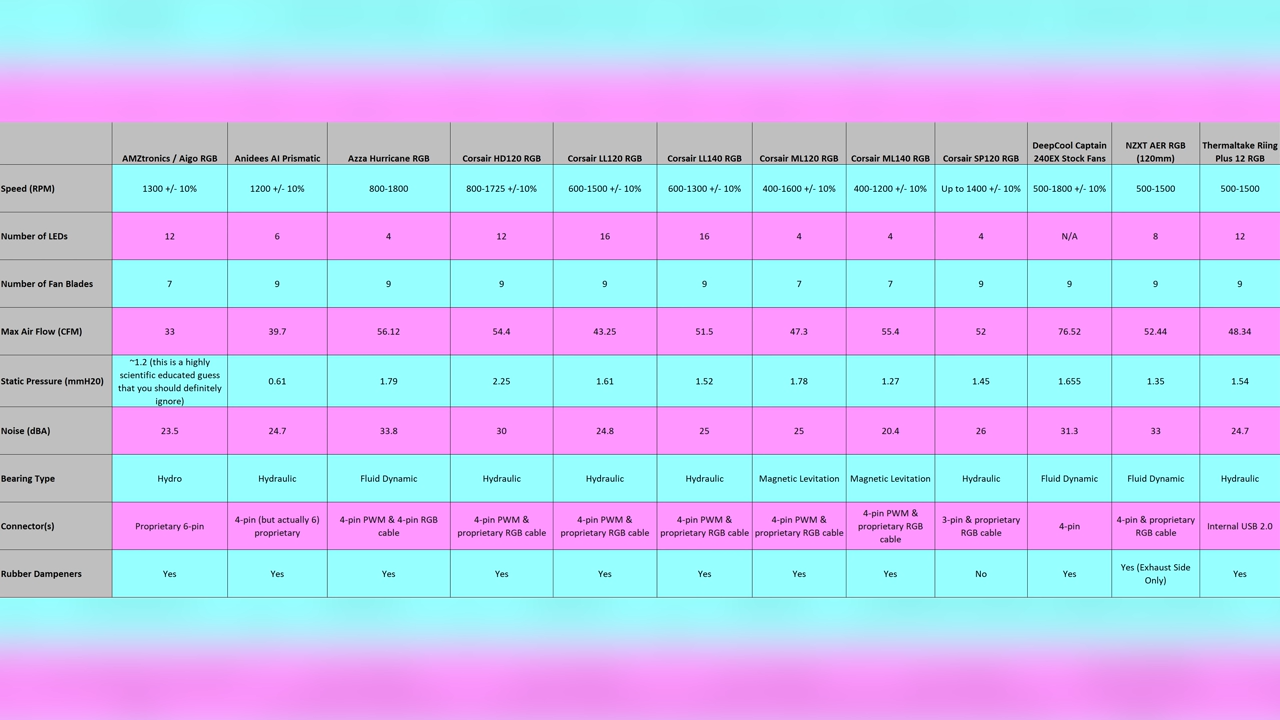 AMZtronics / Aigo RGB Anidees AI Prismatic Azza Hurricane RGB Corsair HD120 RGB Corsair LL120 RGB Corsair LL140 RGB Corsair ML120 RGB Corsair ML140 RGB Corsair SP120 RGB DeepCool Captain 240EX Stock Fans NZXT AER RGB (120mm) Thermaltake Riing Plus 12 RGB
Speed (RPM) 1300 +/- 10% 1200 +/- 10% 800-1800 800-1725 +/-10% 600-1500 +/- 10% 600-1300 +/- 10% 400-1600 +/- 10% 400-1200 +/- 10% Up to 1400 +/- 10% 500-1800 +/- 10% 500-1500 500-1500
Number of LEDs 12 6 4 12 16 16 4 4 4 N/A 8 12
Number of Fan Blades 7 9 9 9 9 9 7 7 9 9 9 9
Max Air Flow (CFM) 33 39.7 56.12 54.4 43.25 51.5 47.3 55.4 52 76.52 52.44 48.34
Static Pressure (mmH20) ~1.2 (this is a highly scientific educated guess that you should definitely ignore) 0.61 1.79 2.25 1.61 1.52 1.78 1.27 1.45 1.655 1.35 1.54
Noise (dBA) 23.5 24.7 33.8 30 24.8 25 25 20.4 26 31.3 33 24.7
Bearing Type Hydro Hydraulic Fluid Dynamic Hydraulic Hydraulic Hydraulic Magnetic Levitation Magnetic Levitation Hydraulic Fluid Dynamic Fluid Dynamic Hydraulic
Connector(s) Proprietary 6-pin 4-pin (but actually 6) proprietary 4-pin PWM & 4-pin RGB cable 4-pin PWM & proprietary RGB cable 4-pin PWM & proprietary RGB cable 4-pin PWM & proprietary RGB cable 4-pin PWM & proprietary RGB cable 4-pin PWM & proprietary RGB cable 3-pin & proprietary RGB cable 4-pin 4-pin & proprietary RGB cable Internal USB 2.0
Rubber Dampeners Yes Yes Yes Yes Yes Yes Yes Yes No Yes Yes (Exhaust Side Only) Yes